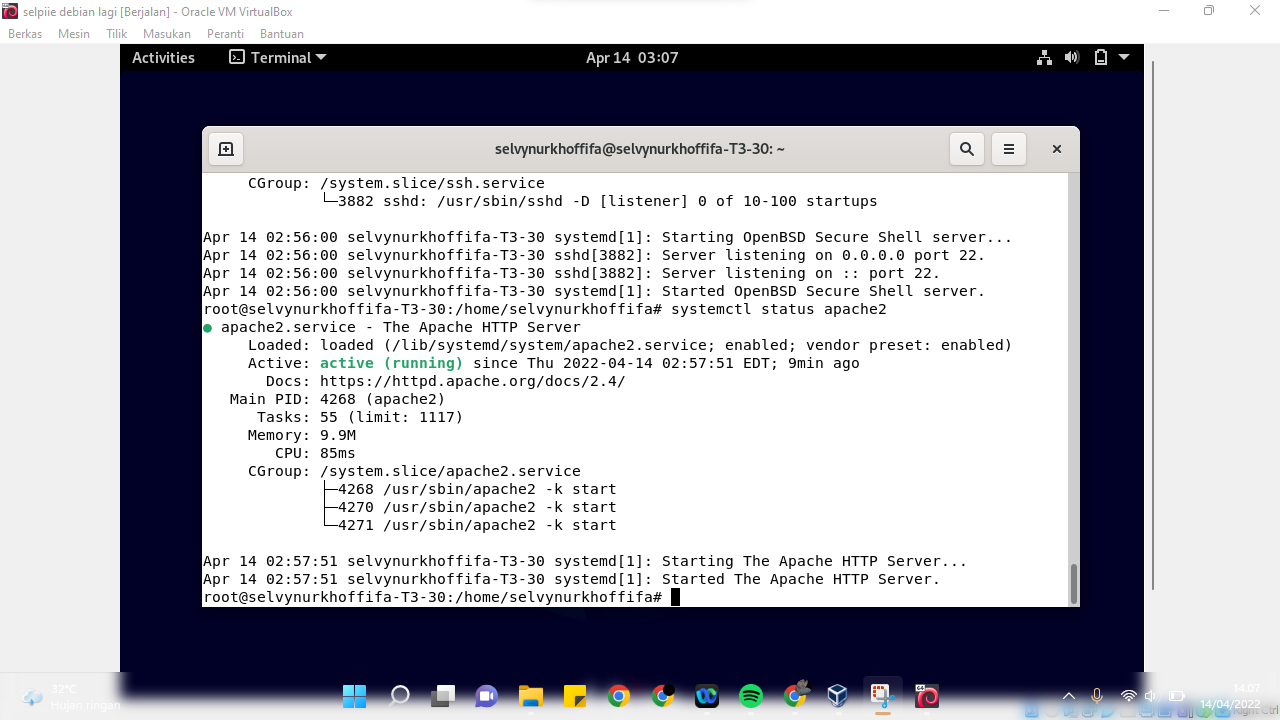 selpiie debian lagi [Berjalan] - Oracle VM VirtualBox
Berkas Mesin Tilik Masukan Peranti Bantuan
Activities Terminal Apr 14 03:07
selvynurkhoffifa@selvynurkhoffifa-T3-30: ~
CGroup: /system.slice/ssh.service
└─3882 sshd: /usr/sbin/sshd -D [listener] 0 of 10-100 startups
Apr 14 02:56:00 selvynurkhoffifa-T3-30 systemd[1]: Starting OpenBSD Secure Shell server...
Apr 14 02:56:00 selvynurkhoffifa-T3-30 sshd[3882]: Server listening on 0.0.0.0 port 22.
Apr 14 02:56:00 selvynurkhoffifa-T3-30 sshd[3882]: Server listening on :: port 22.
Apr 14 02:56:00 selvynurkhoffifa-T3-30 systemd[1]: Started OpenBSD Secure Shell server.
root@selvynurkhoffifa-T3-30:/home/selvynurkhoffifa# systemctl status apache2
● apache2.service - The Apache HTTP Server
Loaded: loaded (/lib/systemd/system/apache2.service; enabled; vendor preset: enabled)
Active: active (running) since Thu 2022-04-14 02:57:51 EDT; 9min ago
Docs: https://httpd.apache.org/docs/2.4/
Main PID: 4268 (apache2)
Tasks: 55 (limit: 1117)
Memory: 9.9M
CPU: 85ms
CGroup: /system.slice/apache2.service
├─4268 /usr/sbin/apache2 -k start
├─4270 /usr/sbin/apache2 -k start
└─4271 /usr/sbin/apache2 -k start
Apr 14 02:57:51 selvynurkhoffifa-T3-30 systemd[1]: Starting The Apache HTTP Server...
Apr 14 02:57:51 selvynurkhoffifa-T3-30 systemd[1]: Started The Apache HTTP Server.
root@selvynurkhoffifa-T3-30:/home/selvynurkhoffifa#
32°C
Hujan ringan
14.07
14/04/2022
Ctrl